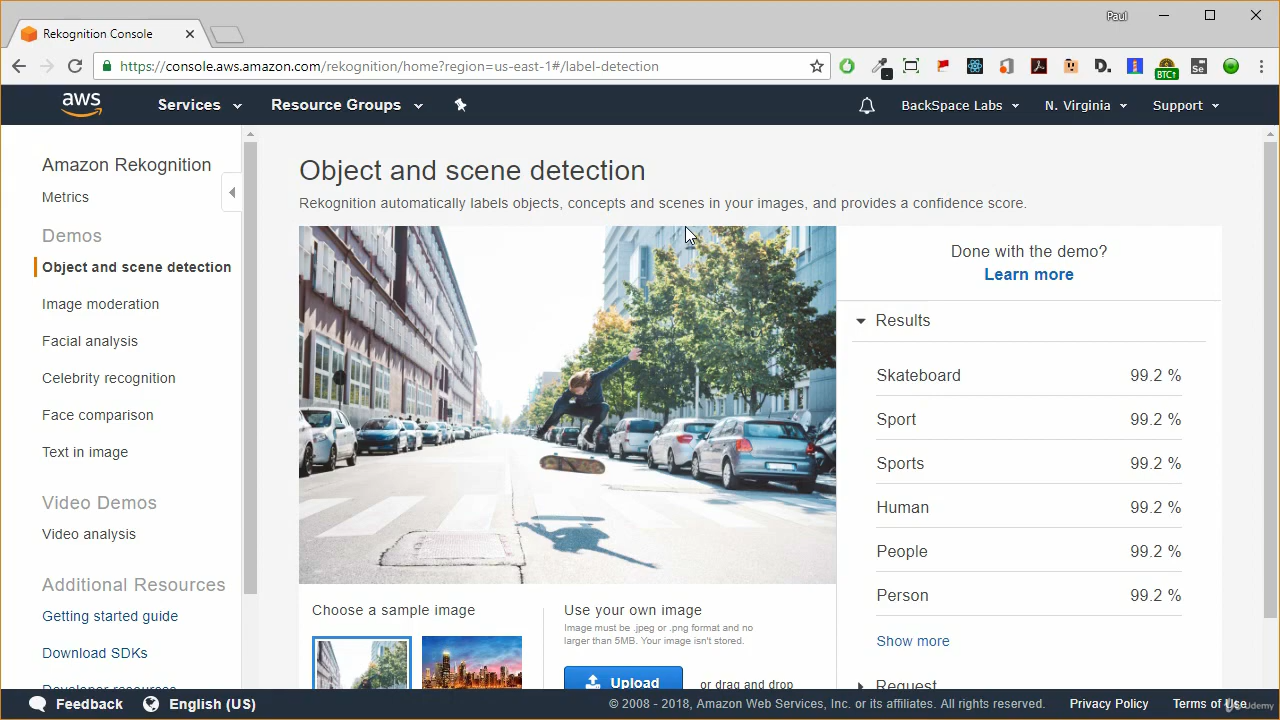 Rekognition Console
Paul
https://console.aws.amazon.com/rekognition/home?region=us-east-1#/label-detection
BTC↑
Se
D.
aws
Services
Resource Groups
BackSpace Labs
N. Virginia
Support
Amazon Rekognition
Metrics
Demos
Object and scene detection
Image moderation
Facial analysis
Celebrity recognition
Face comparison
Text in image
Video Demos
Video analysis
Additional Resources
Getting started guide
Download SDKs
Developer resources
Object and scene detection
Rekognition automatically labels objects, concepts and scenes in your images, and provides a confidence score.
Done with the demo?
Learn more
Results
Skateboard 99.2 %
Sport 99.2 %
Sports 99.2 %
Human 99.2 %
People 99.2 %
Person 99.2 %
Show more
Request
Choose a sample image
Use your own image
Image must be .jpeg or .png format and no
larger than 5MB. Your image isn't stored.
Upload
or drag and drop
Feedback
English (US)
© 2008 - 2018, Amazon Web Services, Inc. or its affiliates. All rights reserved.
Privacy Policy
Terms of Use
Udemy